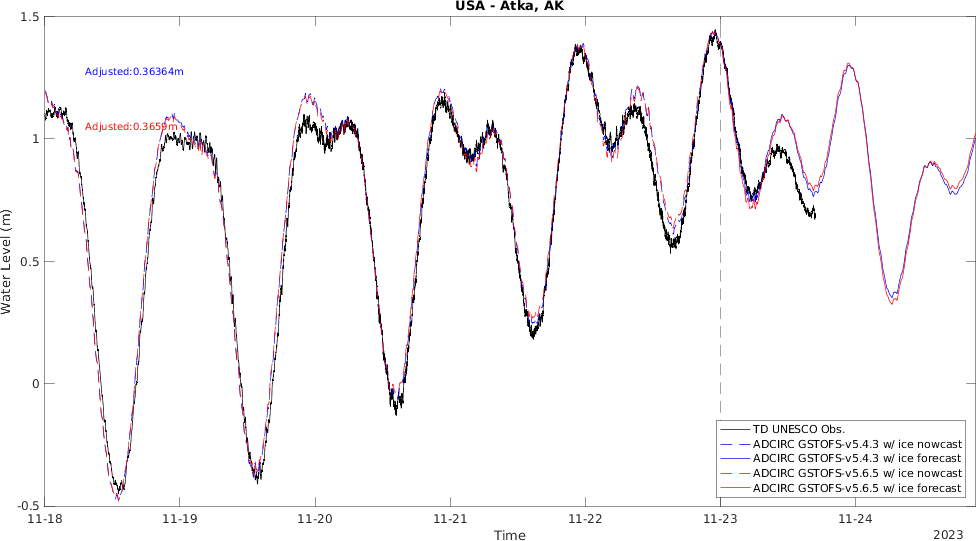 USA - Atka, AK
1.5
Adjusted:0.36364m
Adjusted:0.3659m
1
0.5
0
-0.5
Water Level (m)
TD UNESCO Obs.
ADCIRC GSTOFS-v5.4.3 w/ ice nowcast
ADCIRC GSTOFS-v5.4.3 w/ ice forecast
ADCIRC GSTOFS-v5.6.5 w/ ice nowcast
ADCIRC GSTOFS-v5.6.5 w/ ice forecast
11-18 11-19 11-20 11-21 11-22 11-23 11-24
Time
2023